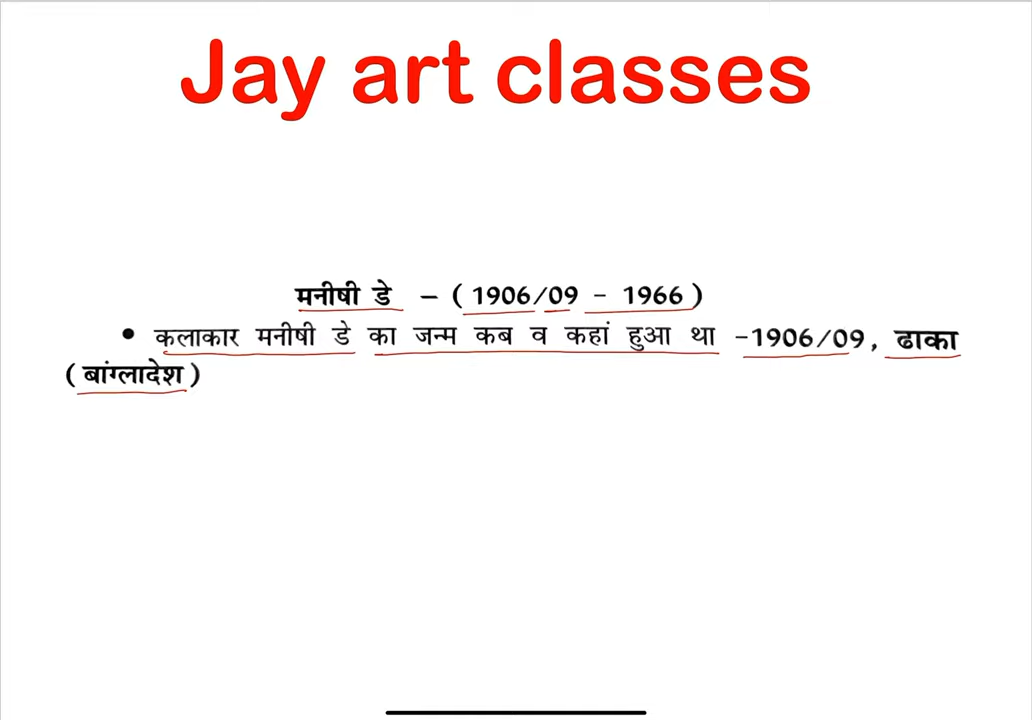 Jay art classes
मनीषी डे – ( 1906/09 - 1966 )
• कलाकार मनीषी डे का जन्म कब व कहां हुआ था -1906/09, ढाका
( बांग्लादेश )